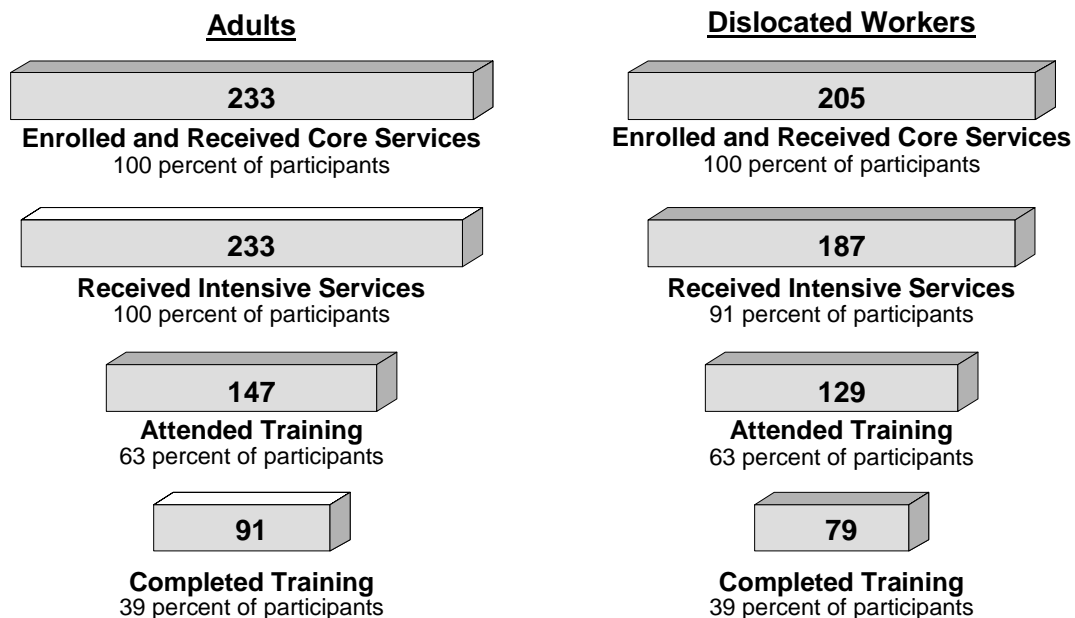 Adults
233
Enrolled and Received Core Services
100 percent of participants
233
Received Intensive Services
100 percent of participants
147
Attended Training
63 percent of participants
91
Completed Training
39 percent of participants
Dislocated Workers
205
Enrolled and Received Core Services
100 percent of participants
187
Received Intensive Services
91 percent of participants
129
Attended Training
63 percent of participants
79
Completed Training
39 percent of participants